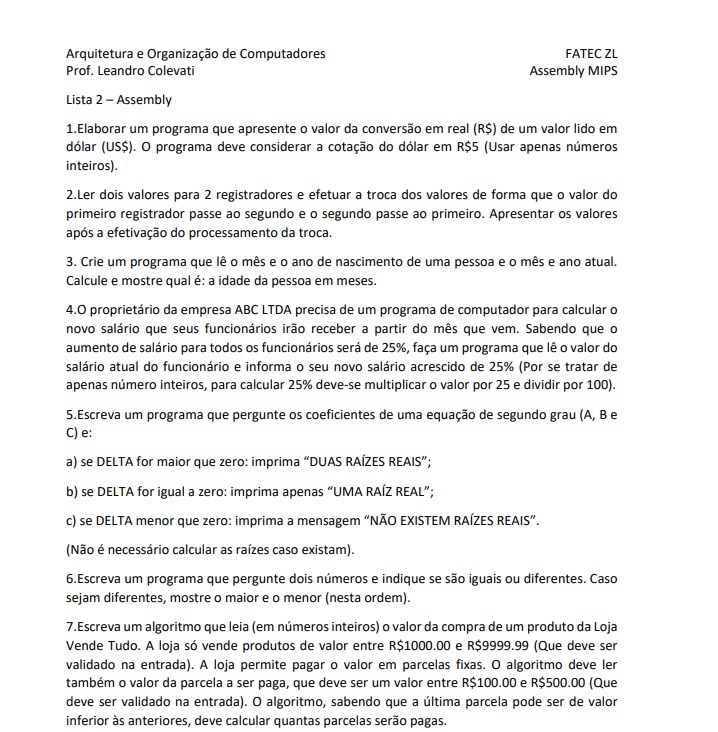 Arquitetura e Organização de Computadores FATEC ZL
Prof. Leandro Colevati Assembly MIPS
Lista 2 – Assembly
1.Elaborar um programa que apresente o valor da conversão em real (R$) de um valor lido em
dólar (US$). O programa deve considerar a cotação do dólar em R$5 (Usar apenas números
inteiros).
2.Ler dois valores para 2 registradores e efetuar a troca dos valores de forma que o valor do
primeiro registrador passe ao segundo e o segundo passe ao primeiro. Apresentar os valores
após a efetivação do processamento da troca.
3. Crie um programa que lê o mês e o ano de nascimento de uma pessoa e o mês e ano atual.
Calcule e mostre qual é: a idade da pessoa em meses.
4.O proprietário da empresa ABC LTDA precisa de um programa de computador para calcular o
novo salário que seus funcionários irão receber a partir do mês que vem. Sabendo que o
aumento de salário para todos os funcionários será de 25%, faça um programa que lê o valor do
salário atual do funcionário e informa o seu novo salário acrescido de 25% (Por se tratar de
apenas número inteiros, para calcular 25% deve-se multiplicar o valor por 25 e dividir por 100).
5.Escreva um programa que pergunte os coeficientes de uma equação de segundo grau (A, B e
C) e:
a) se DELTA for maior que zero: imprima “DUAS RAÍZES REAIS”;
b) se DELTA for igual a zero: imprima apenas “UMA RAÍZ REAL”;
c) se DELTA menor que zero: imprima a mensagem “NÃO EXISTEM RAÍZES REAIS”.
(Não é necessário calcular as raízes caso existam).
6.Escreva um programa que pergunte dois números e indique se são iguais ou diferentes. Caso
sejam diferentes, mostre o maior e o menor (nesta ordem).
7.Escreva um algoritmo que leia (em números inteiros) o valor da compra de um produto da Loja
Vende Tudo. A loja só vende produtos de valor entre R$1000.00 e R$9999.99 (Que deve ser
validado na entrada). A loja permite pagar o valor em parcelas fixas. O algoritmo deve ler
também o valor da parcela a ser paga, que deve ser um valor entre R$100.00 e R$500.00 (Que
deve ser validado na entrada). O algoritmo, sabendo que a última parcela pode ser de valor
inferior às anteriores, deve calcular quantas parcelas serão pagas.